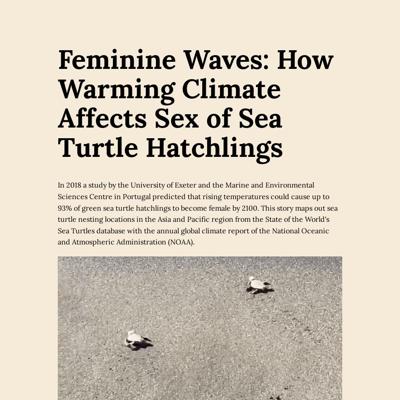 Feminine Waves: How
Warming Climate
Affects Sex of Sea
Turtle Hatchlings
In 2018 a study by the University of Exeter and the Marine and Environmental
Sciences Centre in Portugal predicted that rising temperatures could cause up to
93% of green sea turtle hatchlings to become female by 2100. This story maps out sea
turtle nesting locations in the Asia and Pacific region from the State of the World's
Sea Turtles database with the annual global climate report of the National Oceanic
and Atmospheric Administration (NOAA).